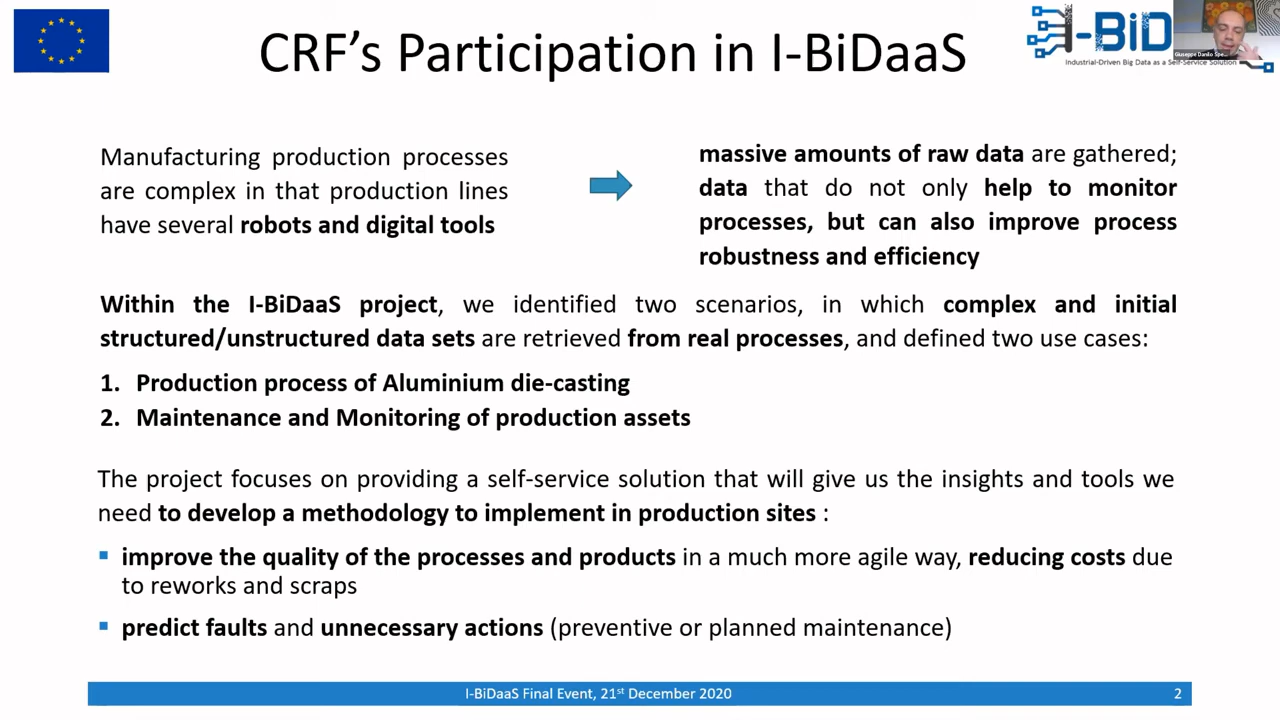 CRF’s Participation in I-BiDaaS
I-BiD
Industrial-Driven Big Data as a Self-Service Solution
Giuseppe Danilo
Manufacturing production processes
are complex in that production lines
have several robots and digital tools
massive amounts of raw data are gathered;
data that do not only help to monitor
processes, but can also improve process
robustness and efficiency
Within the I-BiDaaS project, we identified two scenarios, in which complex and initial
structured/unstructured data sets are retrieved from real processes, and defined two use cases:
1. Production process of Aluminium die-casting
2. Maintenance and Monitoring of production assets
The project focuses on providing a self-service solution that will give us the insights and tools we
need to develop a methodology to implement in production sites :
▪ improve the quality of the processes and products in a much more agile way, reducing costs due
to reworks and scraps
▪ predict faults and unnecessary actions (preventive or planned maintenance)
I-BiDaaS Final Event, 21st December 2020
2